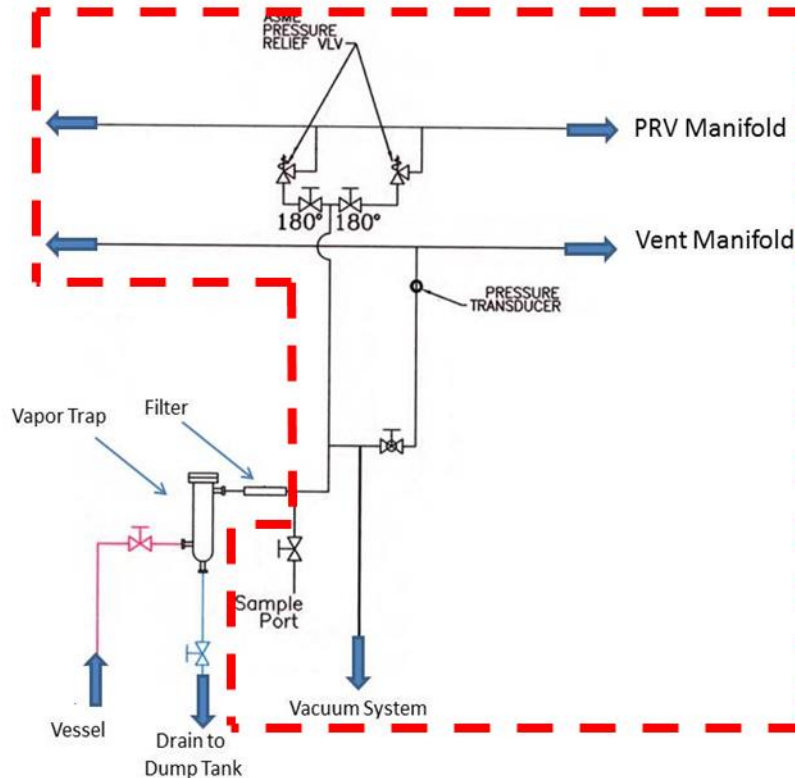 ASME
PRESSURE
RELIEF VLV
PRV Manifold
180° 180°
Vent Manifold
PRESSURE
TRANSDUCER
Filter
Vapor Trap
Sample
Port
Vessel
Drain to
Dump Tank
Vacuum System